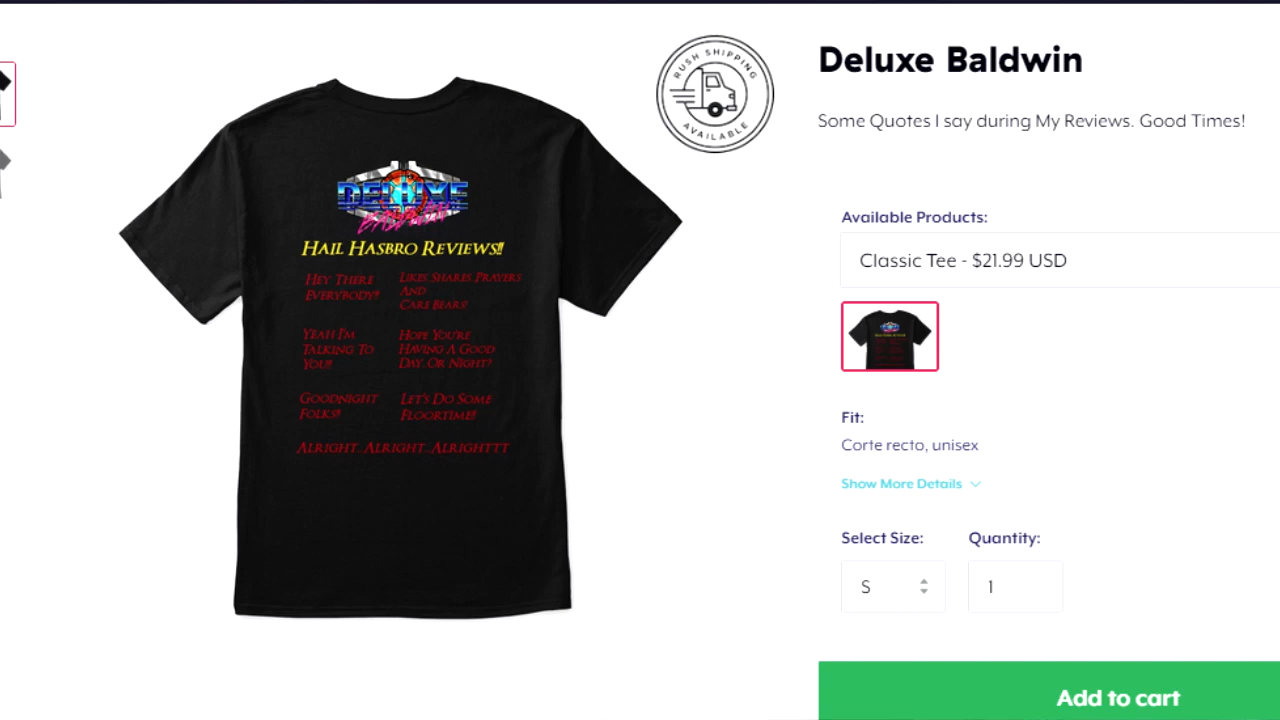 RUSH SHIPPING
AVAILABLE
DELUXE
BALDWIN
HAIL HASBRO REVIEWS!!
HEY THERE
EVERYBODY!!
LIKES, SHARES, PRAYERS
AND
CARE BEARS!
YEAH I'M
TALKING TO
YOU!!
HOPE YOU'RE
HAVING A GOOD
DAY, OR NIGHT?
GOODNIGHT
FOLKS!!
LET'S DO SOME
FLOORTIME!!
ALRIGHT.. ALRIGHT.. ALRIGHTTT
Deluxe Baldwin
Some Quotes I say during My Reviews. Good Times!
Available Products:
Classic Tee - $21.99 USD
Fit:
Corte recto, unisex
Show More Details
Select Size:
Quantity:
S
1
Add to cart